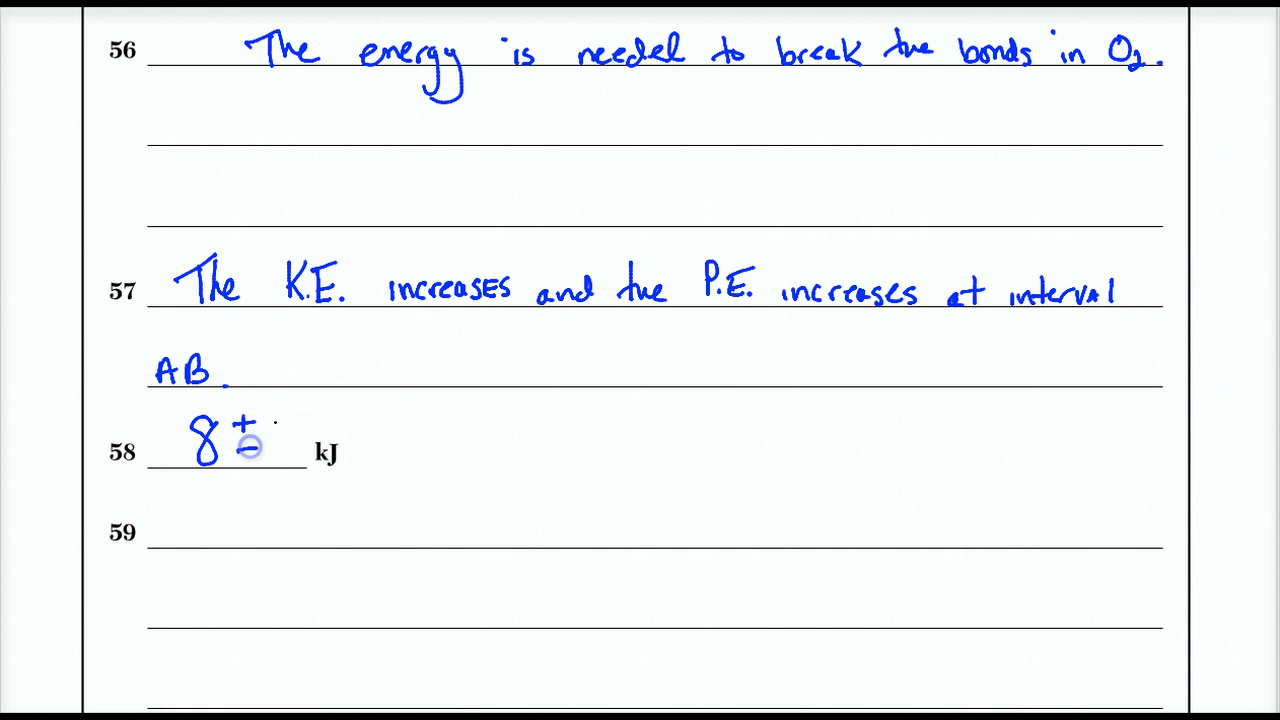 56 The energy is needed to break the bonds in O₂.
57 The K.E. increases and the P.E. increases at interval
AB.
58 8 ± kJ
59